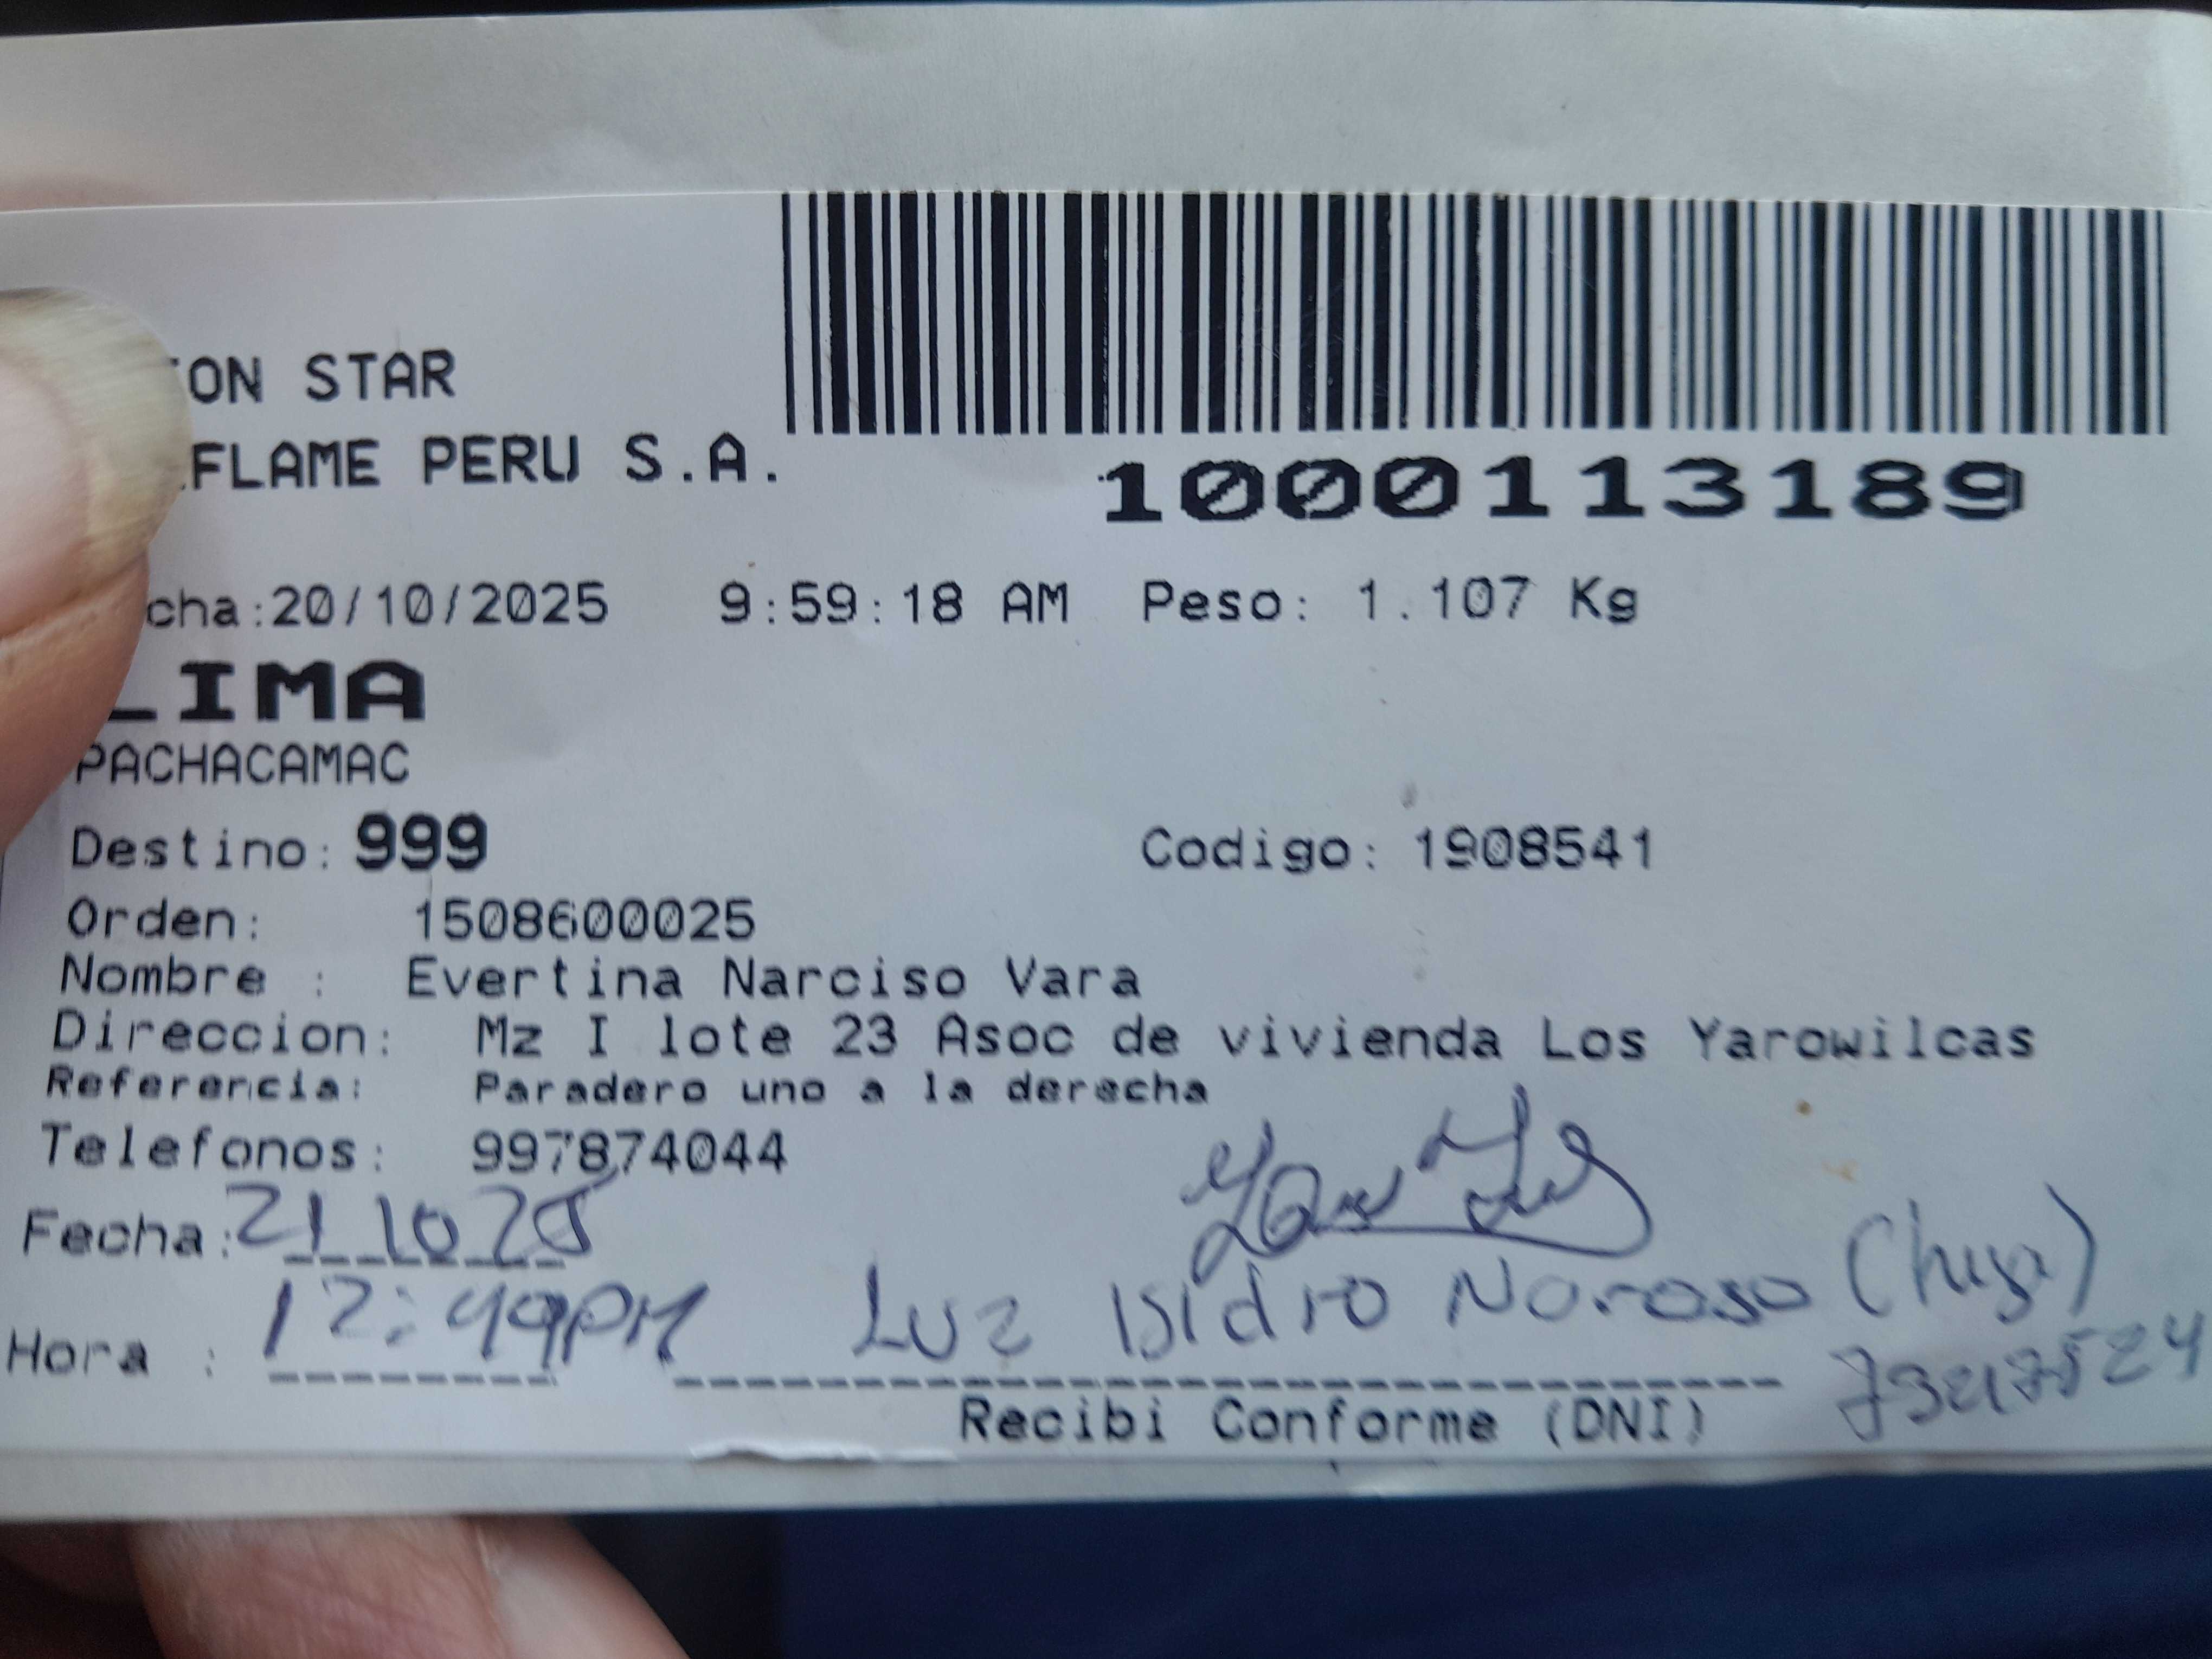 ON STAR
FLAME PERU S.A.
1000113189
cha:20/10/2025 9:59:18 AM Peso: 1.107 Kg
LIMA
PACHACAMAC
Destino: 999 Codigo: 1908541
Orden: 1508600025
Nombre : Evertina Narciso Vara
Direccion: Mz I lote 23 Asoc de vivienda Los Yarowilcas
Referencia: Paradero uno a la derecha
Telefonos: 997874044
Fecha: 21 10 25
Hora : 12:49PM Luz Isidro (hija)
Recibi Conforme (DNI)